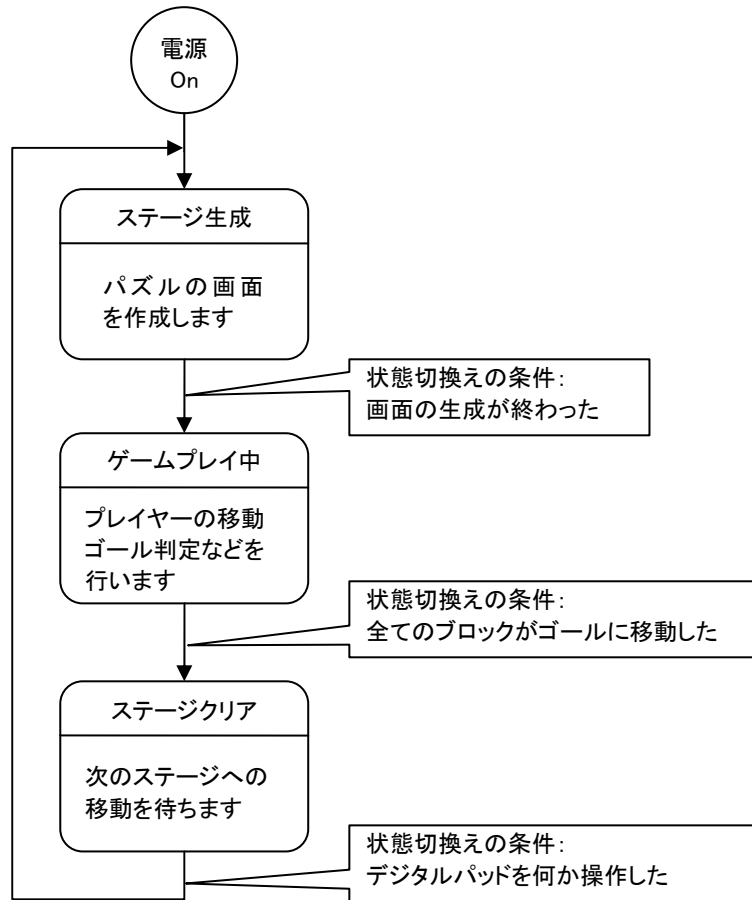 電源
On
ステージ生成
パズルの画面
を作成します
状態切換えの条件：
画面の生成が終わった
ゲームプレイ中
プレイヤーの移動
ゴール判定などを
行います
状態切換えの条件：
全てのブロックがゴールに移動した
ステージクリア
次のステージへの
移動を待ちます
状態切換えの条件：
デジタルパッドを何か操作した